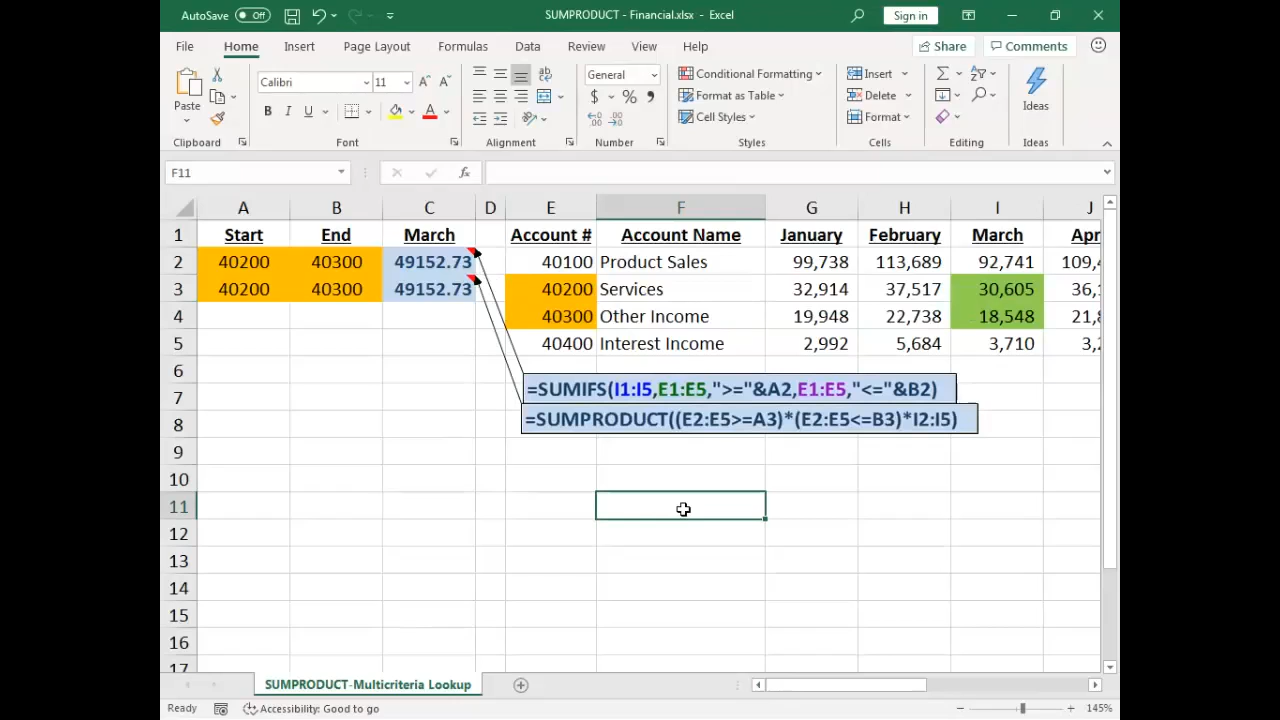 AutoSave Off SUMPRODUCT - Financial.xlsx - Excel Sign in
File Home Insert Page Layout Formulas Data Review View Help Share Comments
Calibri 11 General Conditional Formatting Insert
Paste B I U $ % Format as Table Delete Ideas
Cell Styles Format
Clipboard Font Alignment Number Styles Cells Editing Ideas
F11 fx
A B C D E F G H I J
1 Start End March Account # Account Name January February March Apr
2 40200 40300 49152.73 40100 Product Sales 99,738 113,689 92,741 109,4
3 40200 40300 49152.73 40200 Services 32,914 37,517 30,605 36,1
4 40300 Other Income 19,948 22,738 18,548 21,8
5 40400 Interest Income 2,992 5,684 3,710 3,2
6
7 =SUMIFS(I1:I5,E1:E5,">="&A2,E1:E5,"<="&B2)
8 =SUMPRODUCT((E2:E5>=A3)*(E2:E5<=B3)*I2:I5)
9
10
11
12
13
14
15
16
17
SUMPRODUCT-Multicriteria Lookup
Ready Accessibility: Good to go 145%